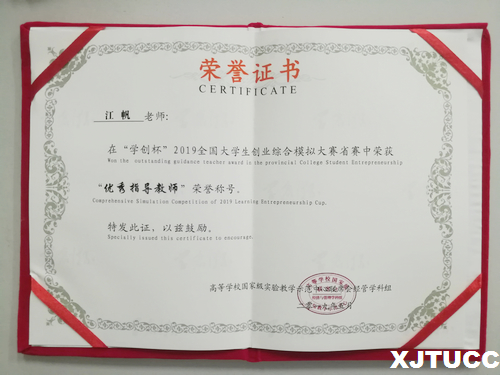 荣誉证书
CERTIFICATE
江帆 老师:
在“学创杯”2019全国大学生创业综合模拟大赛省赛中荣获
Won the outstanding guidance teacher award in the provincial College Student Entrepreneurship
“优秀指导教师”荣誉称号。
Comprehensive Simulation Competition of 2019 Learning Entrepreneurship Cup.
特发此证，以兹鼓励。
Specially issued this certificate to encourage.
高等学校国家级实验教学示范中心联席会经管学科组
XJTUCC